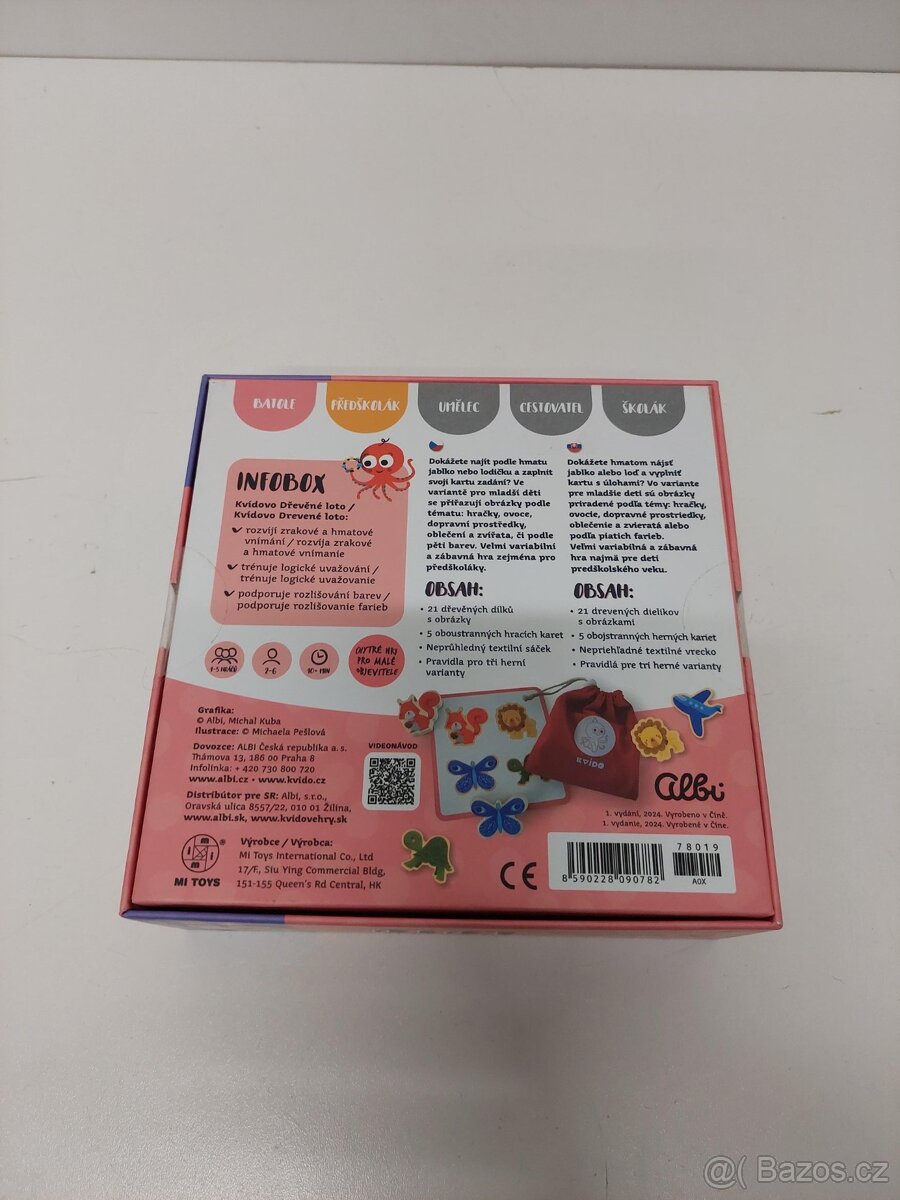 BATOLE
PŘEDŠKOLÁK
UMĚLEC
CESTOVATEL
ŠKOLÁK
INFOBOX
Kvídovo Dřevěné loto /
Kvídovo Drevené loto:
rozvíjí zrakové a hmatové
vnímání / rozvíja zrakové
a hmatové vnímanie
trénuje logické uvažování /
trénuje logické uvažovanie
podporuje rozlišování barev /
podporuje rozlišovanie farieb
1-5 HRÁČŮ
2-6
10+ MIN
CHYTRÉ HRY
PRO MALÉ
OBJEVITELE
Dokážete najít podle hmatu
jablko nebo lodičku a zaplnit
svoji kartu zadání? Ve
variantě pro mladší děti
se přiřazují obrázky podle
tématu: hračky, ovoce,
dopravní prostředky,
oblečení a zvířata, či podle
pěti barev. Velmi variabilní
a zábavná hra zejména pro
předškoláky.
OBSAH:
• 21 dřevěných dílků
s obrázky
• 5 oboustranných hracích karet
• Neprůhledný textilní sáček
• Pravidla pro tři herní
varianty
Dokážete hmatom nájsť
jablko alebo loď a vyplniť
kartu s úlohami? Vo variante
pre mladšie deti sú obrázky
priradené podľa témy: hračky,
ovocie, dopravné prostriedky,
oblečenie a zvieratá alebo
podľa piatich farieb.
Veľmi variabilná a zábavná
hra najmä pre deti
predškolského veku.
OBSAH:
• 21 drevených dielikov
s obrázkami
• 5 obojstranných herných kariet
• Nepriehľadné textilné vrecko
• Pravidlá pre tri herné varianty
Grafika:
© Albi, Michal Kuba
Ilustrace: © Michaela Pešlová
Dovozce: ALBI Česká republika a. s.
Thámova 13, 186 00 Praha 8
Infolinka: + 420 730 800 720
www.albi.cz • www.kvido.cz
Distribútor pre SR: Albi, s.r.o.,
Oravská ulica 8557/22, 010 01 Žilina,
www.albi.sk, www.kvidovehry.sk
VIDEONÁVOD
KVÍDO
albi
1. vydání, 2024. Vyrobeno v Číně.
1. vydanie, 2024. Vyrobené v Číne.
MI TOYS
®
Výrobce / Výrobca:
Mi Toys International Co., Ltd
17/F, Siu Ying Commercial Bldg,
151-155 Queen's Rd Central, HK
CE
8 590228 090782
78019
A0X
@( Bazos.cz